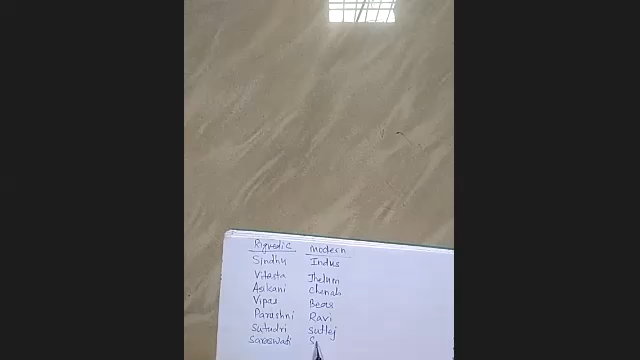 Rigvedic modern
Sindhu Indus
Vitasta Jhelum
Asikani Chenab
Vipas Beas
Parushni Ravi
Sutudri Sutlej
Saraswati S